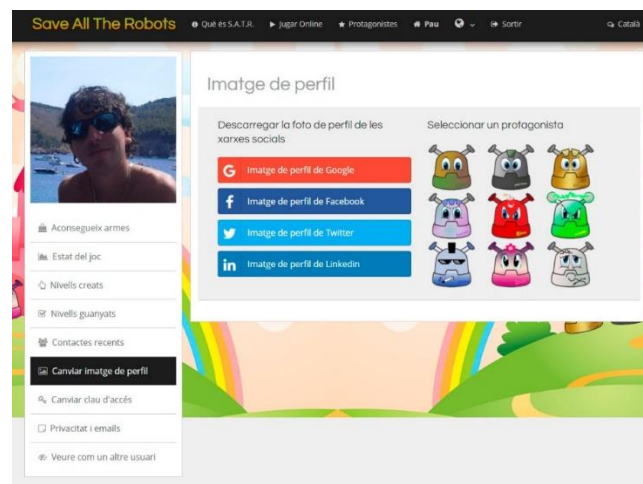 Save All The Robots
Què és S.A.T.R.
Jugar Online
Protagonistes
Pau
Sortir
Català
Imatge de perfil
Descarregar la foto de perfil de les
xarxes socials
Imatge de perfil de Google
Imatge de perfil de Facebook
Imatge de perfil de Twitter
Imatge de perfil de Linkedin
Seleccionar un protagonista
Aconsegueix armes
Estat del joc
Nivells creats
Nivells guanyats
Contactes recents
Canviar imatge de perfil
Canviar clau d'accés
Privacitat i emails
Veure com un altre usuari